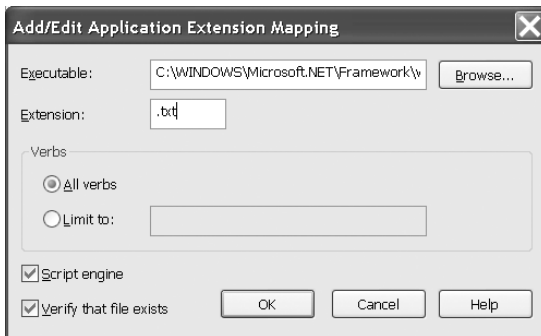 Add/Edit Application Extension Mapping
Executable: C:\WINDOWS\Microsoft.NET\Framework\v Browse...
Extension: .txt
Verbs
All verbs
Limit to:
Script engine
Verify that file exists OK Cancel Help